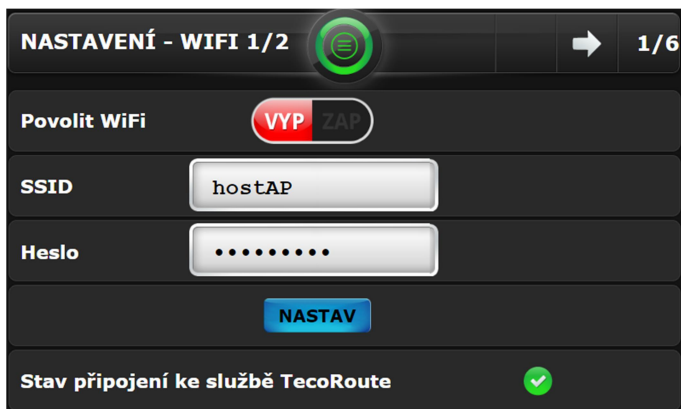 NASTAVENÍ - WIFI 1/2
1/6
Povolit WiFi
VYP ZAP
SSID
hostAP
Heslo
•••••••••
NASTAV
Stav připojení ke službě TecoRoute